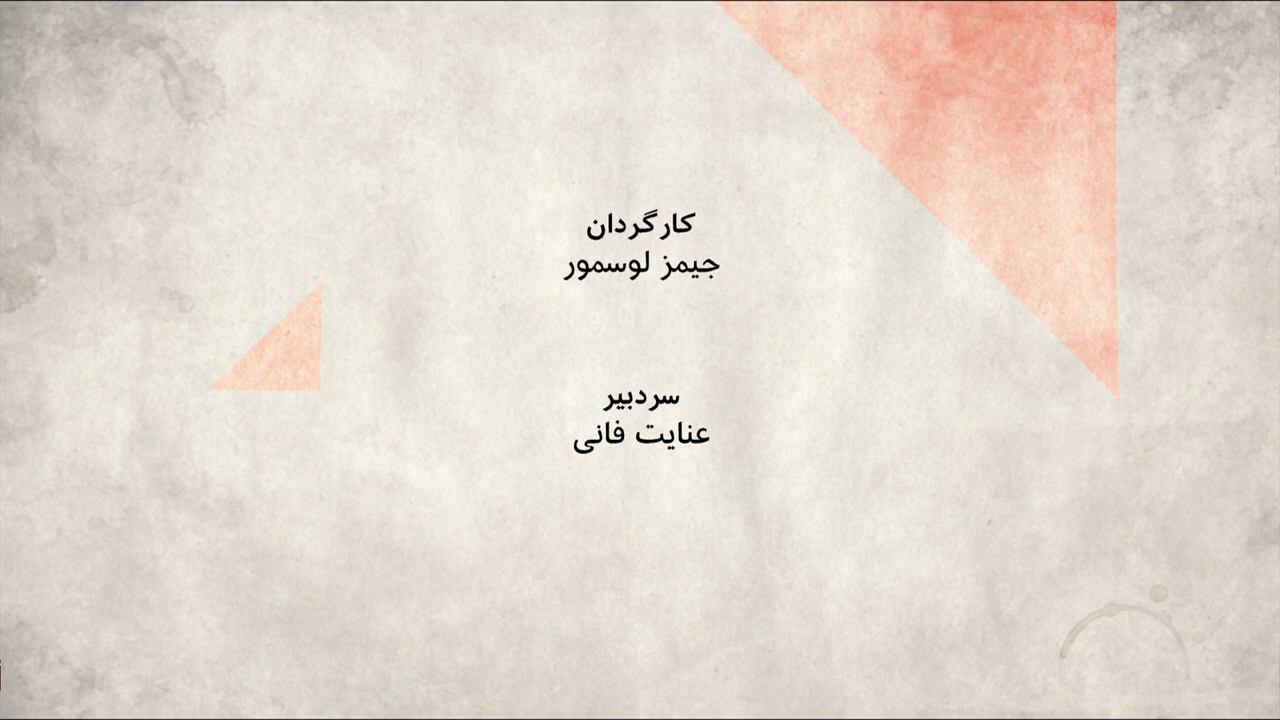 کارگردان
جیمز لوسمور
سردبیر
عنایت فانی